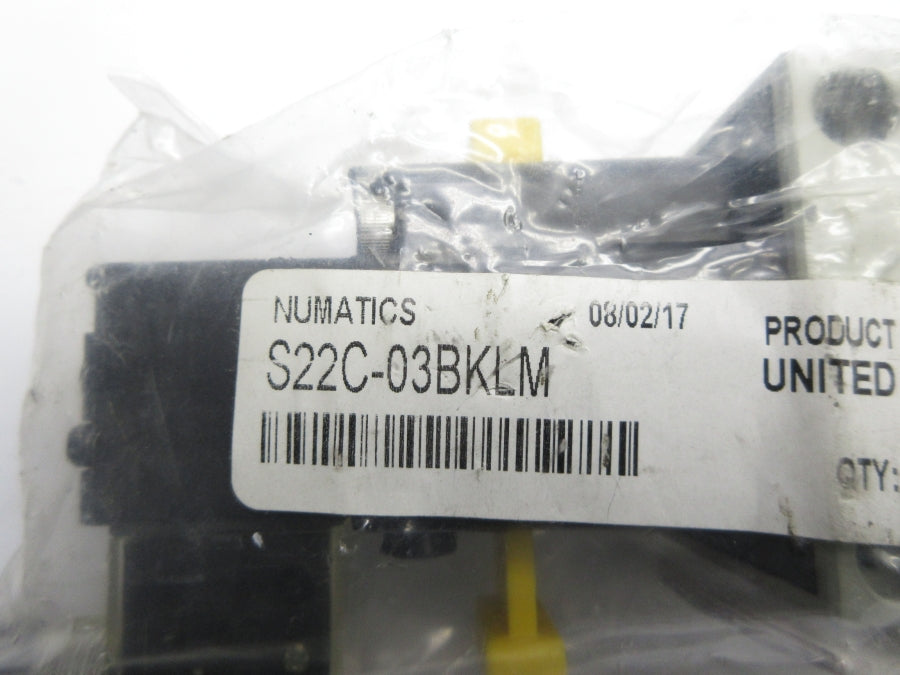 NUMATICS 08/02/17
S22C-03BKLM
PRODUCT
UNITED
QTY: